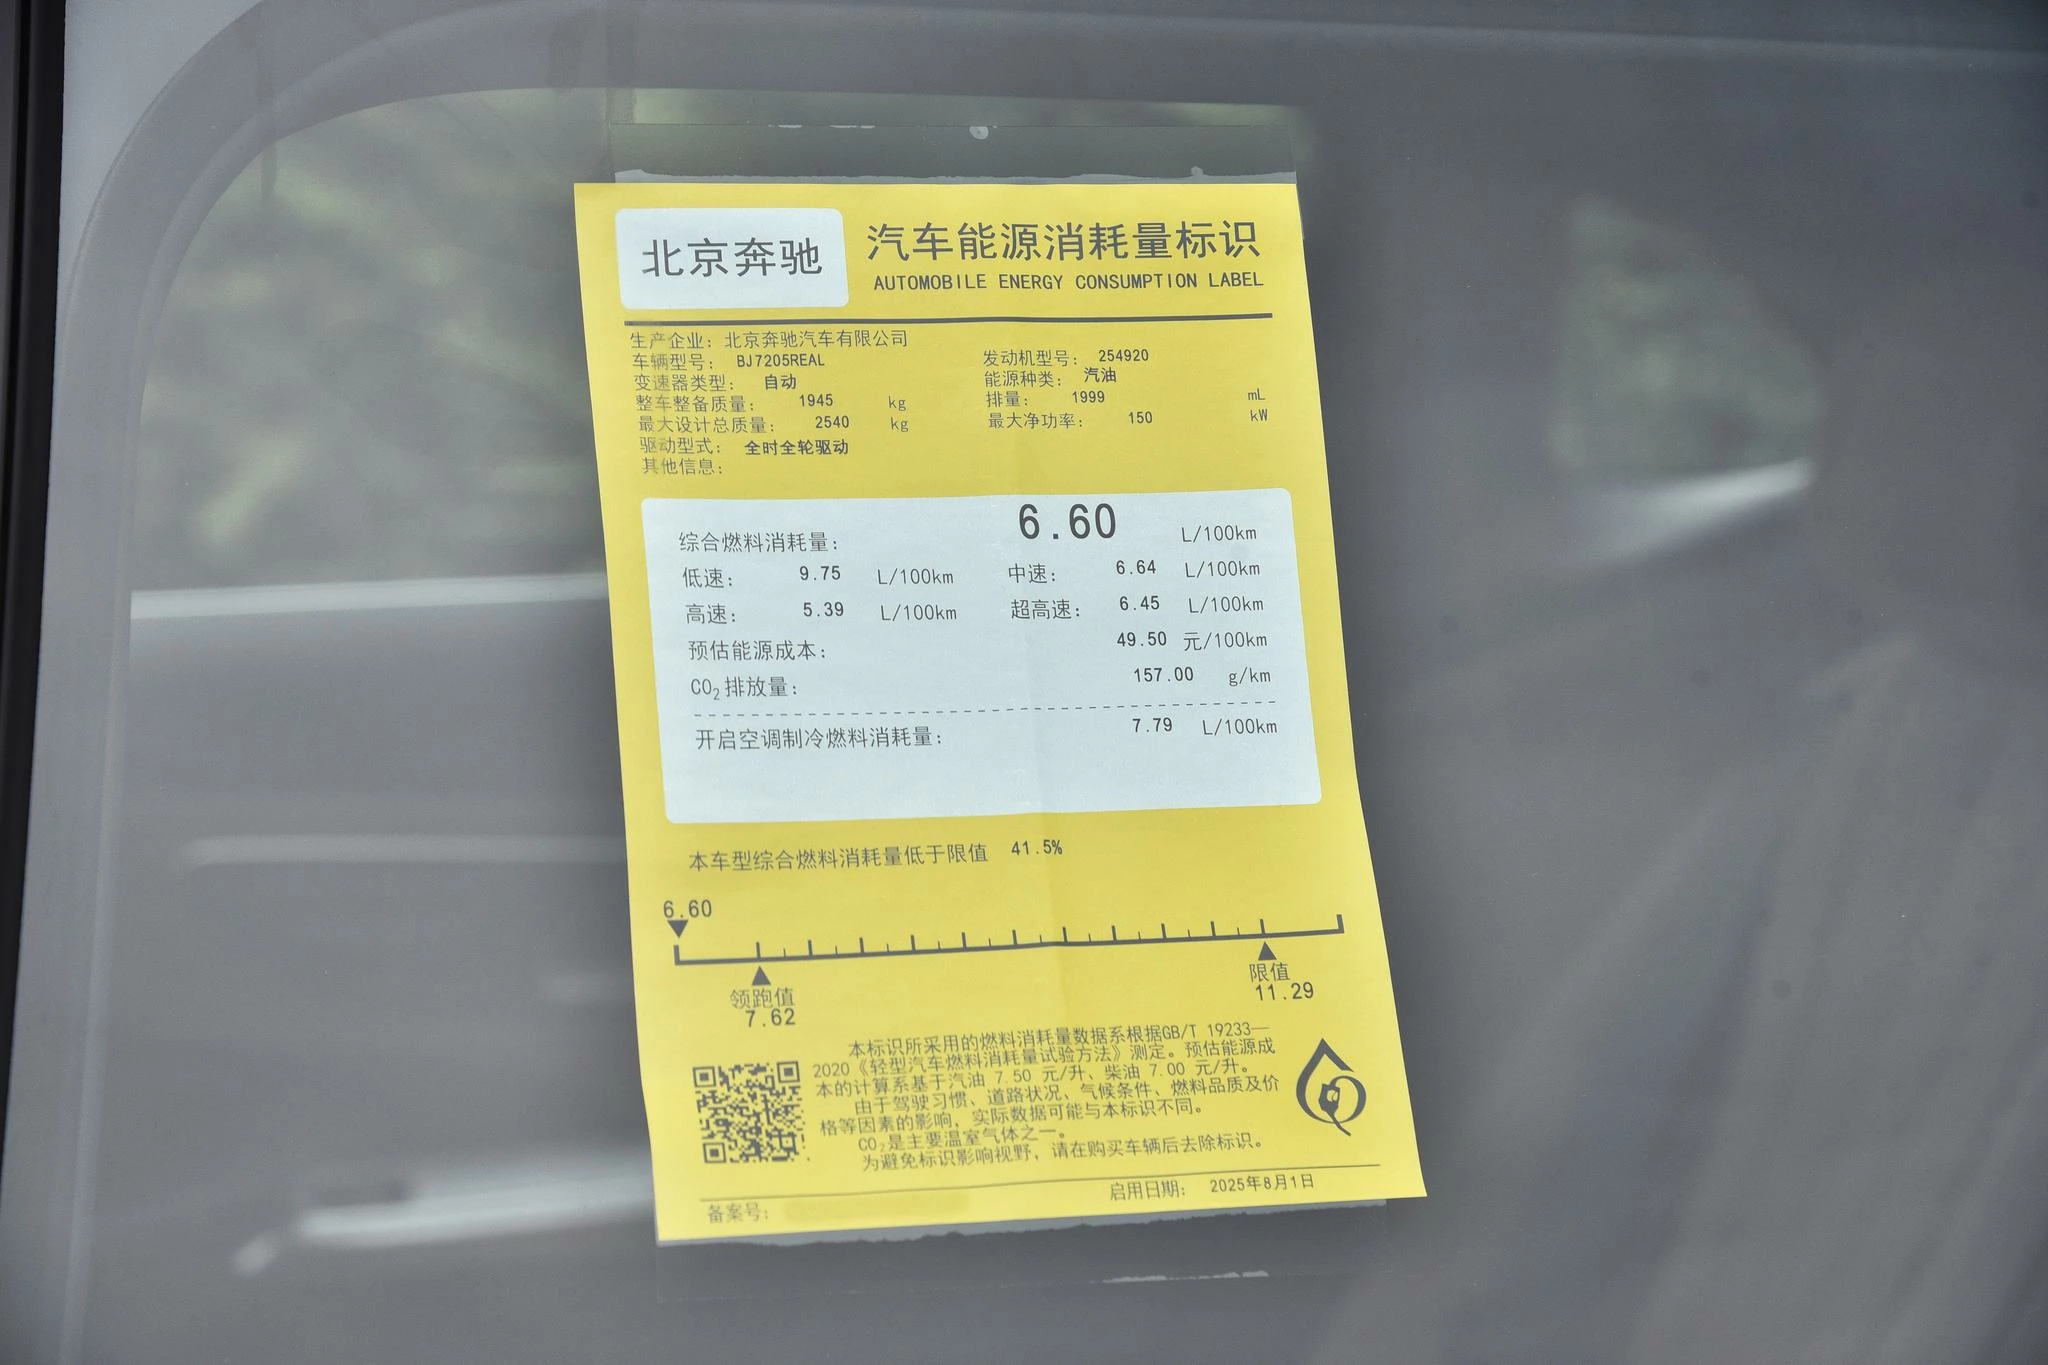 北京奔驰
汽车能源消耗量标识
AUTOMOBILE ENERGY CONSUMPTION LABEL
生产企业：北京奔驰汽车有限公司
车辆型号：BJ7205REAL 发动机型号：254920
变速器类型：自动 能源种类：汽油
整车整备质量：1945 kg 排量：1999 mL
最大设计总质量：2540 kg 最大净功率：150 kW
驱动型式：全时全轮驱动
其他信息：
综合燃料消耗量：6.60 L/100km
低速：9.75 L/100km 中速：6.64 L/100km
高速：5.39 L/100km 超高速：6.45 L/100km
预估能源成本：49.50 元/100km
CO₂排放量：157.00 g/km
开启空调制冷燃料消耗量：7.79 L/100km
本车型综合燃料消耗量低于限值 41.5%
6.60
领跑值 限值
7.62 11.29
本标识所采用的燃料消耗量数据系根据GB/T 19233—
2020《轻型汽车燃料消耗量试验方法》测定。预估能源成
本的计算系基于汽油 7.50 元/升、柴油 7.00 元/升。
由于驾驶习惯、道路状况、气候条件、燃料品质及价
格等因素的影响，实际数据可能与本标识不同。
CO₂是主要温室气体之一。
为避免标识影响视野，请在购买车辆后去除标识。
备案号： 启用日期：2025年8月1日